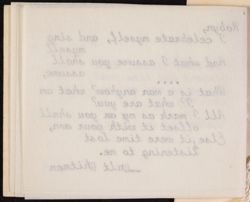 Robyn,
I celebrate myself, and sing
myself
And what I assume you shall
assume,
....
What is a man anyhow? what am
I? what are you?
All I mark as my own you shall
offset it with your own,
Else it were time lost
listening to me.
—Walt Whitman